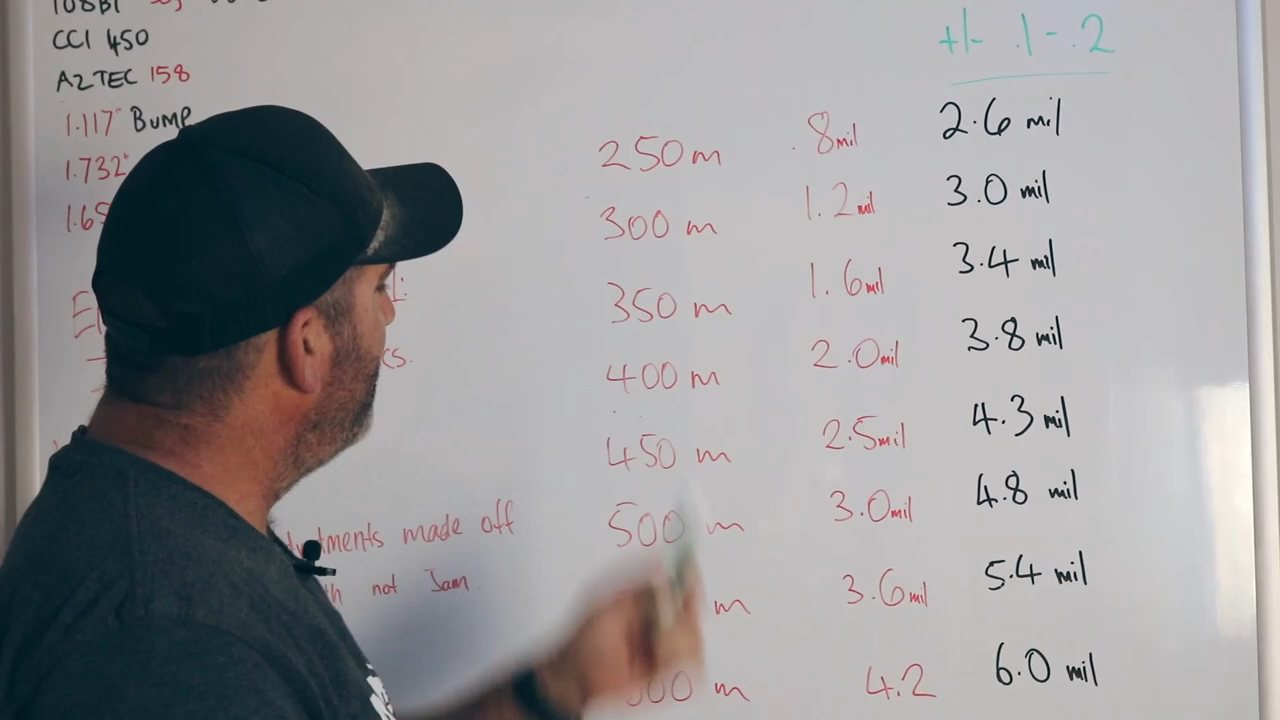 108BT
CCI 450
AZTEC 158
1.117" BUMP
1.732"
+/- .1 - .2
250m .8mil 2.6 mil
300 m 1.2mil 3.0 mil
350 m 1.6mil 3.4 mil
400 m 2.0mil 3.8 mil
450 m 2.5mil 4.3 mil
500 m 3.0mil 4.8 mil
m 3.6mil 5.4 mil
m 4.2 6.0 mil
made off
not Jam